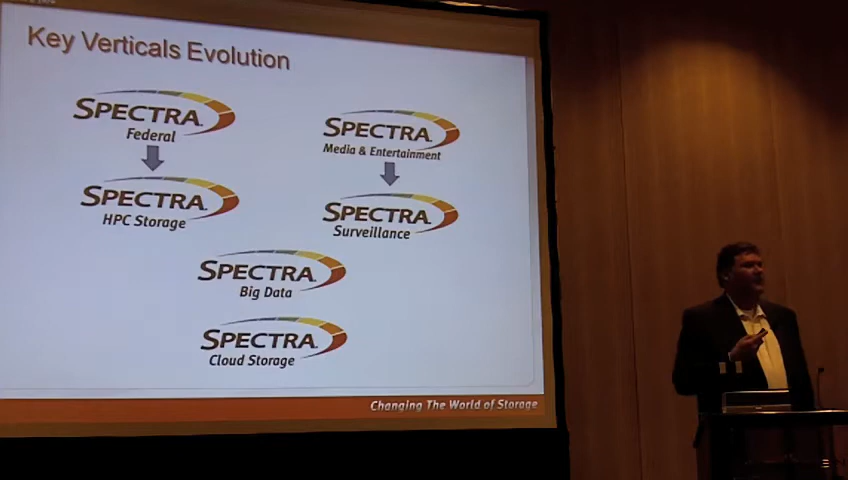 Key Verticals Evolution
SPECTRA
Federal
SPECTRA
Media & Entertainment
SPECTRA
HPC Storage
SPECTRA
Surveillance
SPECTRA
Big Data
SPECTRA
Cloud Storage
Changing The World of Storage